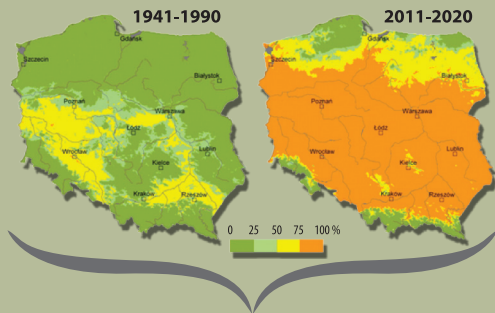 1941-1990
2011-2020
Gdańsk
Szczecin
Białystok
Poznań
Warszawa
Łódź
Wrocław
Lublin
Kielce
Kraków
Rzeszów
Gdańsk
Szczecin
Białystok
Poznań
Warszawa
Łódź
Wrocław
Lublin
Kielce
Kraków
Rzeszów
0 25 50 75 100 %